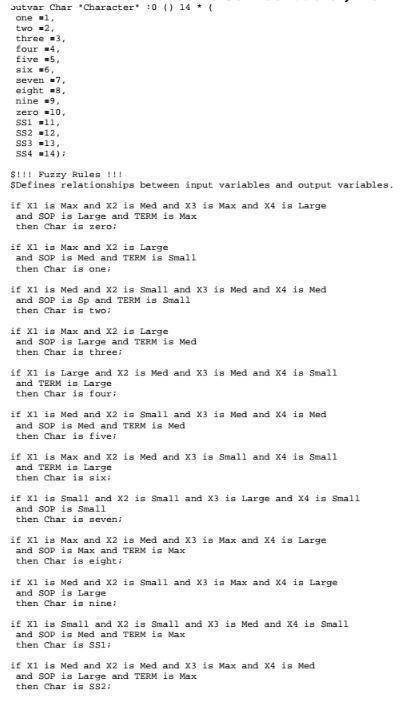 outvar Char "Character" :0 () 14 * (
one =1,
two =2,
three =3,
four =4,
five =5,
six =6,
seven =7,
eight =8,
nine =9,
zero =10,
SS1 =11,
SS2 =12,
SS3 =13,
SS4 =14);
$!!! Fuzzy Rules !!!
$Defines relationships between input variables and output variables.
if X1 is Max and X2 is Med and X3 is Max and X4 is Large
and SOP is Large and TERM is Max
then Char is zero;
if X1 is Max and X2 is Large
and SOP is Med and TERM is Small
then Char is one;
if X1 is Med and X2 is Small and X3 is Med and X4 is Med
and SOP is Sp and TERM is Small
then Char is two;
if X1 is Max and X2 is Large
and SOP is Large and TERM is Med
then Char is three;
if X1 is Large and X2 is Med and X3 is Med and X4 is Small
and TERM is Large
then Char is four;
if X1 is Med and X2 is Small and X3 is Med and X4 is Med
and SOP is Med and TERM is Med
then Char is five;
if X1 is Max and X2 is Med and X3 is Small and X4 is Small
and TERM is Large
then Char is six;
if X1 is Small and X2 is Small and X3 is Large and X4 is Small
and SOP is Small
then Char is seven;
if X1 is Max and X2 is Med and X3 is Max and X4 is Large
and SOP is Max and TERM is Max
then Char is eight;
if X1 is Med and X2 is Small and X3 is Max and X4 is Large
and SOP is Large
then Char is nine;
if X1 is Small and X2 is Small and X3 is Med and X4 is Small
and SOP is Med and TERM is Max
then Char is SS1;
if X1 is Med and X2 is Med and X3 is Max and X4 is Med
and SOP is Large and TERM is Max
then Char is SS2;